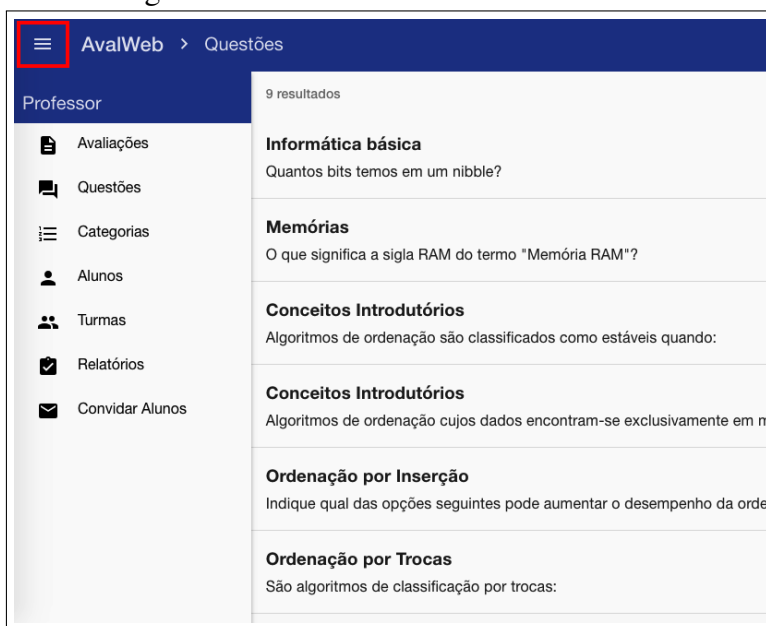 AvalWeb > Questões
Professor
Avaliações
Questões
Categorias
Alunos
Turmas
Relatórios
Convidar Alunos
9 resultados
Informática básica
Quantos bits temos em um nibble?
Memórias
O que significa a sigla RAM do termo "Memória RAM"?
Conceitos Introdutórios
Algoritmos de ordenação são classificados como estáveis quando:
Conceitos Introdutórios
Algoritmos de ordenação cujos dados encontram-se exclusivamente em
Ordenação por Inserção
Indique qual das opções seguintes pode aumentar o desempenho da
Ordenação por Trocas
São algoritmos de classificação por trocas: